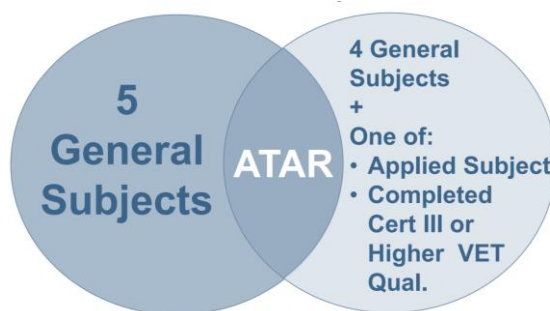 5
General
Subjects
ATAR
4 General
Subjects
+
One of:
• Applied Subject
• Completed
Cert III or
Higher VET
Qual.